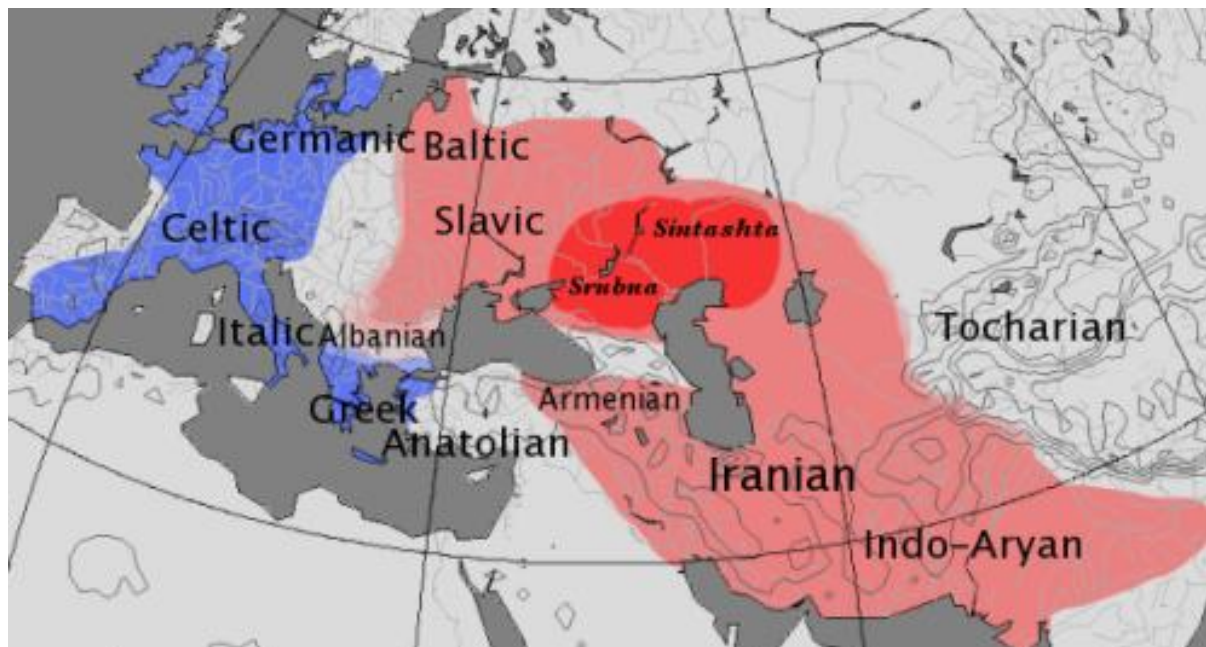 Germanic
Baltic
Celtic
Slavic
Sintashta
Srubna
Italic
Albanian
Tocharian
Greek
Armenian
Anatolian
Iranian
Indo-Aryan